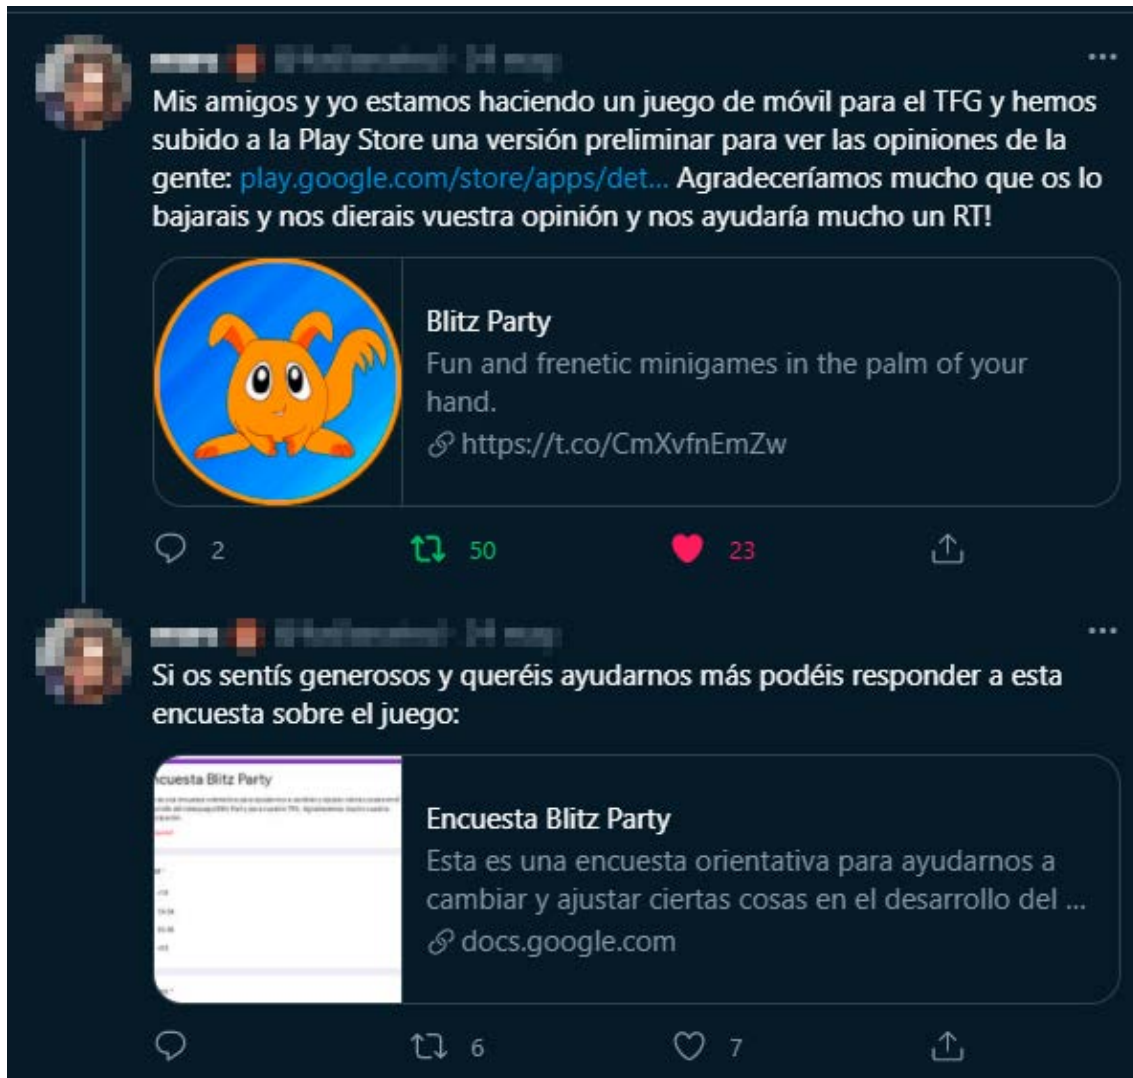 Mis amigos y yo estamos haciendo un juego de móvil para el TFG y hemos
subido a la Play Store una versión preliminar para ver las opiniones de la
gente: play.google.com/store/apps/det... Agradeceríamos mucho que os lo
bajarais y nos dierais vuestra opinión y nos ayudaría mucho un RT!
Blitz Party
Fun and frenetic minigames in the palm of your
hand.
https://t.co/CmXvfnEmZw
2 50 23
Si os sentís generosos y queréis ayudarnos más podéis responder a esta
encuesta sobre el juego:
cuesta Blitz Party
Encuesta Blitz Party
Esta es una encuesta orientativa para ayudarnos a
cambiar y ajustar ciertas cosas en el desarrollo del ...
docs.google.com
6 7